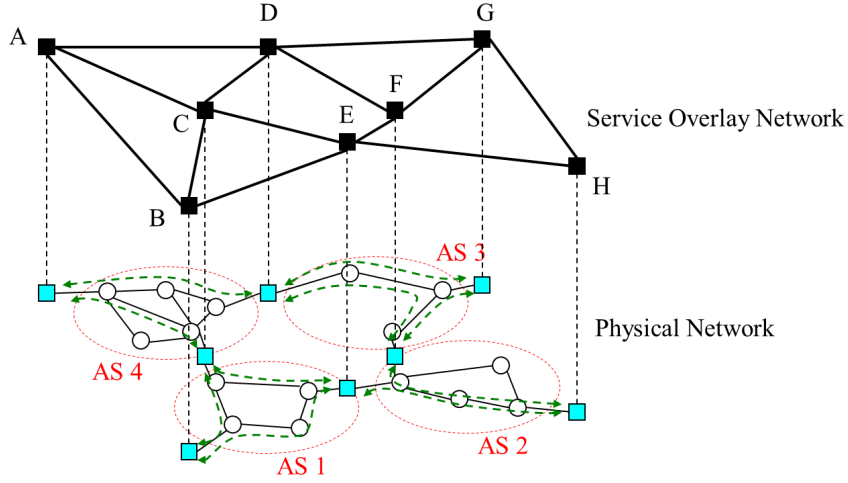 G
D
A
F
E
C
Service Overlay Network
H
B
AS 3
Physical Network
AS 4
AS 2
AS 1